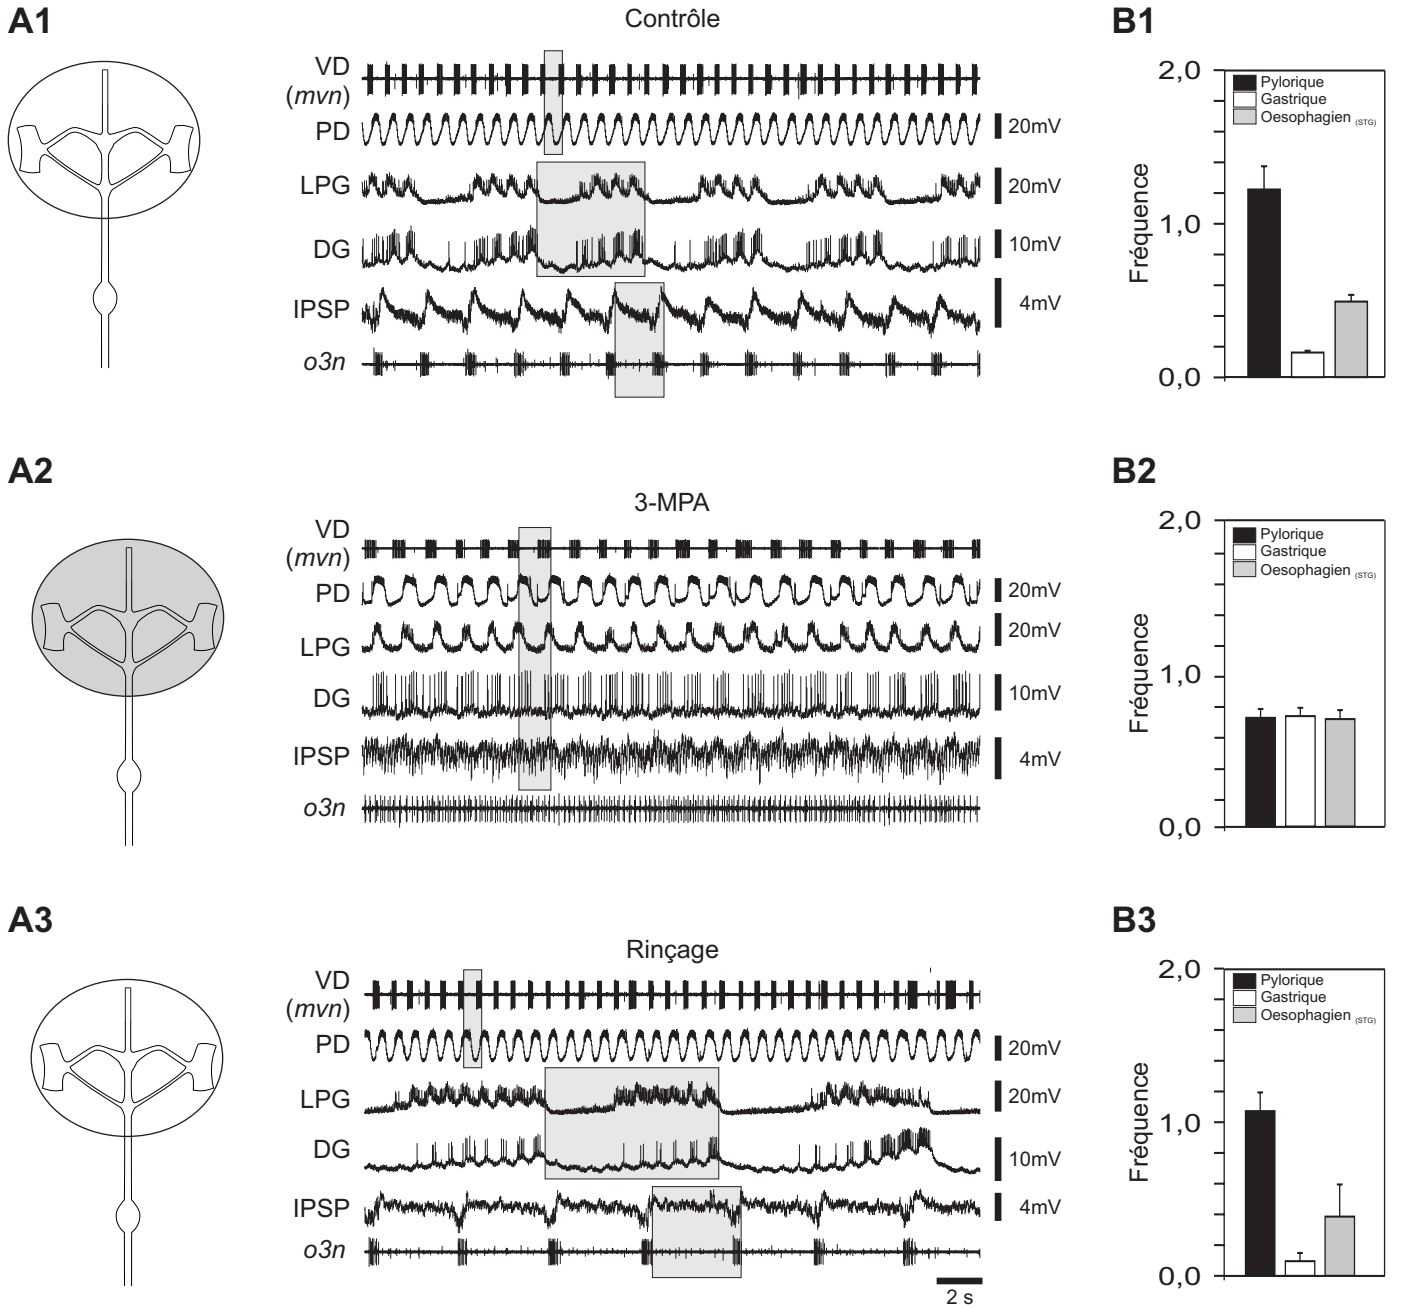 A1
Contrôle
B1
VD
(mvn)
PD
20mV
LPG
20mV
DG
10mV
IPSP
4mV
o3n
2,0
Pylorique
Gastrique
Oesophagien (STG)
Fréquence
1,0
0,0
A2
3-MPA
B2
VD
(mvn)
PD
20mV
LPG
20mV
DG
10mV
IPSP
4mV
o3n
2,0
Pylorique
Gastrique
Oesophagien (STG)
Fréquence
1,0
0,0
A3
Rinçage
B3
VD
(mvn)
PD
20mV
LPG
20mV
DG
10mV
IPSP
4mV
o3n
2 s
2,0
Pylorique
Gastrique
Oesophagien (STG)
Fréquence
1,0
0,0